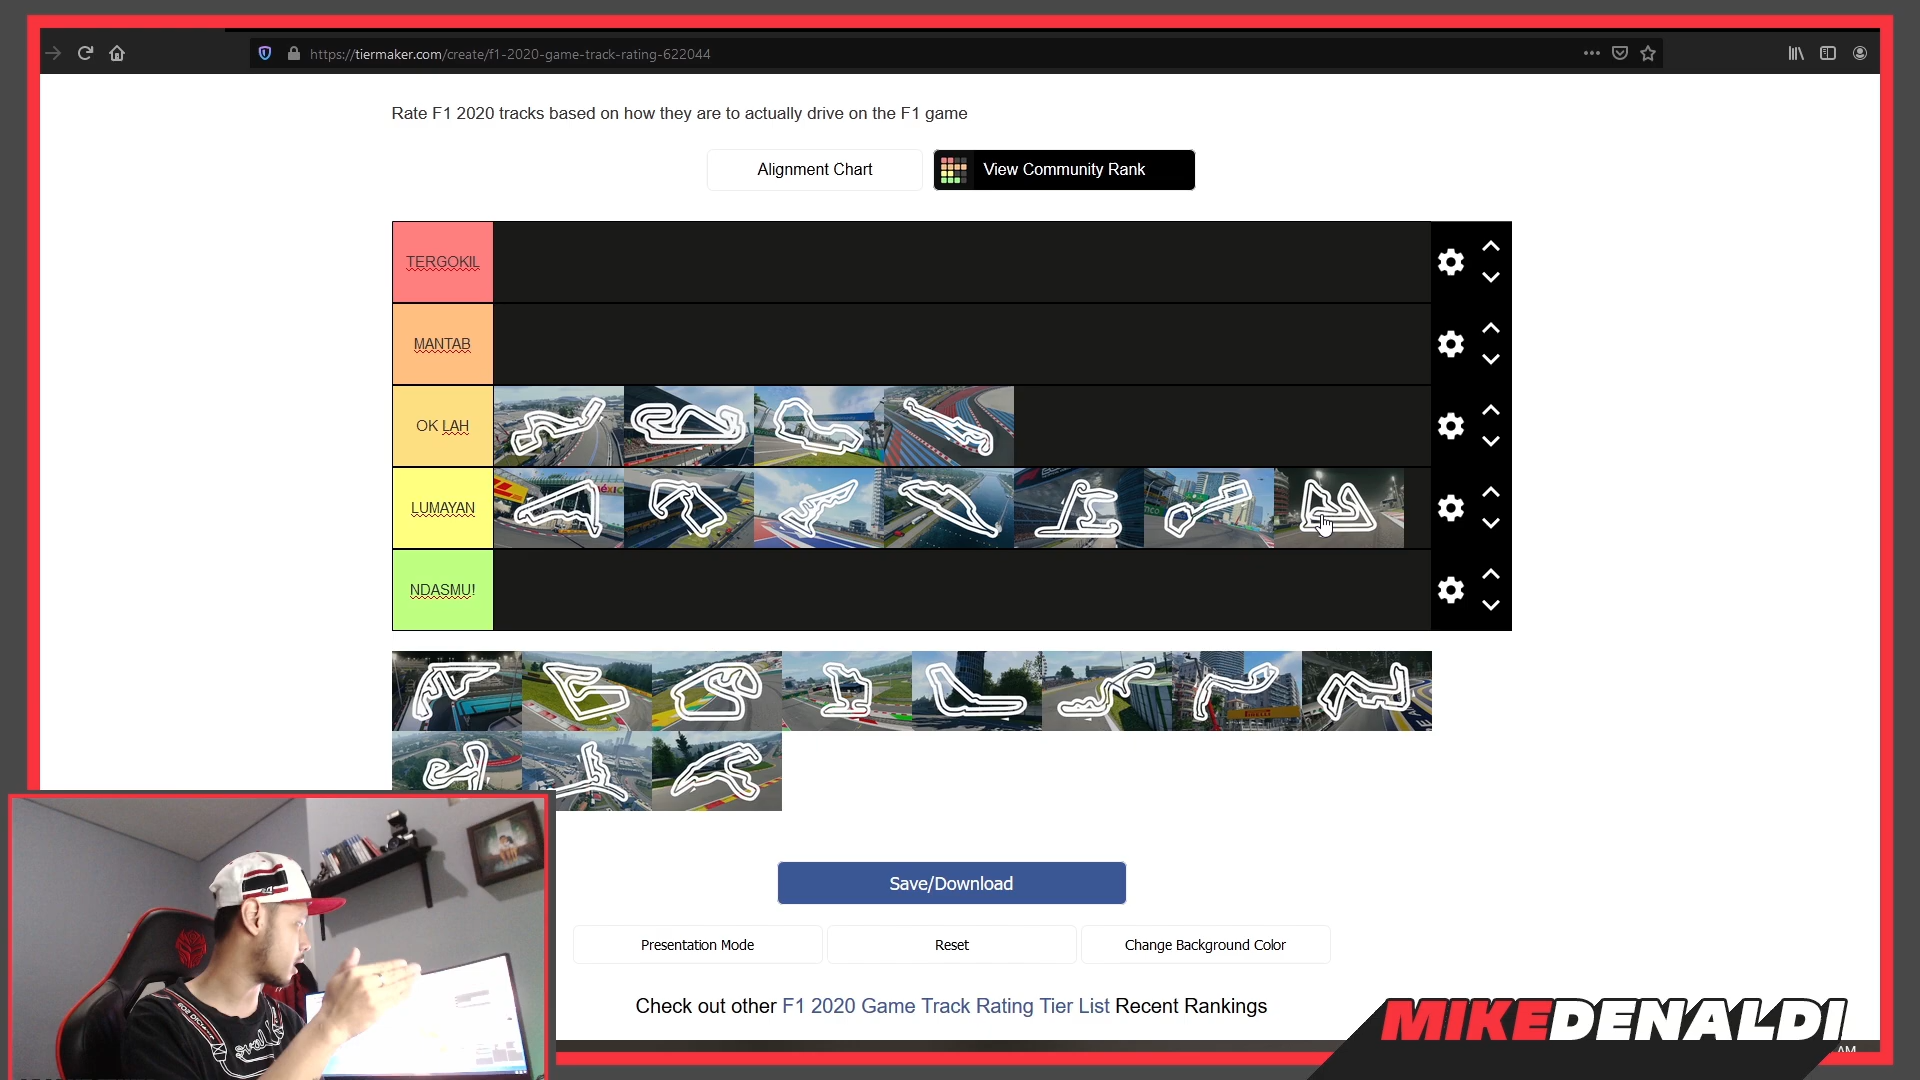 https://tiermaker.com/create/f1-2020-game-track-rating-622044
Rate F1 2020 tracks based on how they are to actually drive on the F1 game
Alignment Chart
View Community Rank
TERGOKIL
MANTAB
OK LAH
LUMAYAN
NDASMU!
Save/Download
Presentation Mode
Reset
Change Background Color
Check out other F1 2020 Game Track Rating Tier List Recent Rankings
MIKEDENALDI
AM